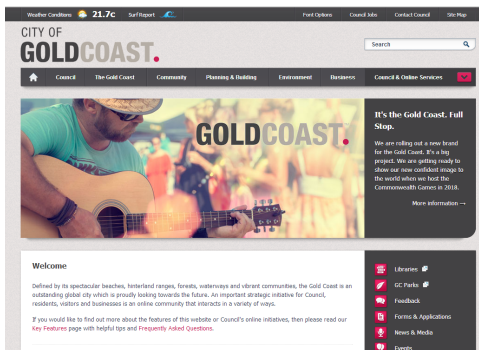 Weather Conditions 21.7c Surf Report Font Options Council Jobs Contact Council Site Map
CITY OF
GOLDCOAST.
Search
Council The Gold Coast Community Planning & Building Environment Business Council & Online Services
GOLDCOAST.
It's the Gold Coast. Full
Stop.
We are rolling out a new brand
for the Gold Coast. It's a big
project. We are getting ready to
show our new confident image to
the world when we host the
Commonwealth Games in 2018.
More information →
Welcome
Defined by its spectacular beaches, hinterland ranges, forests, waterways and vibrant communities, the Gold Coast is an
outstanding global city which is proudly looking towards the future. An important strategic initiative for Council,
residents, visitors and businesses is an online community that interacts in a variety of ways.
If you would like to find out more about the features of this website or Council's online initiatives, then please read our
Key Features page with helpful tips and Frequently Asked Questions.
Libraries
GC Parks
Feedback
Forms & Applications
News & Media
Events